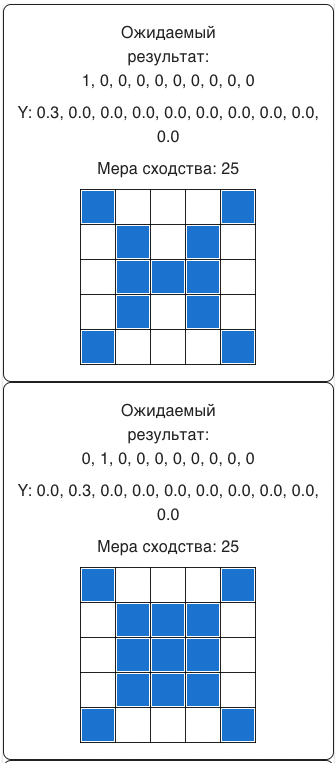 Ожидаемый
результат:
1, 0, 0, 0, 0, 0, 0, 0, 0, 0
Y: 0.3, 0.0, 0.0, 0.0, 0.0, 0.0, 0.0, 0.0, 0.0,
0.0
Мера сходства: 25
Ожидаемый
результат:
0, 1, 0, 0, 0, 0, 0, 0, 0, 0
Y: 0.0, 0.3, 0.0, 0.0, 0.0, 0.0, 0.0, 0.0, 0.0,
0.0
Мера сходства: 25